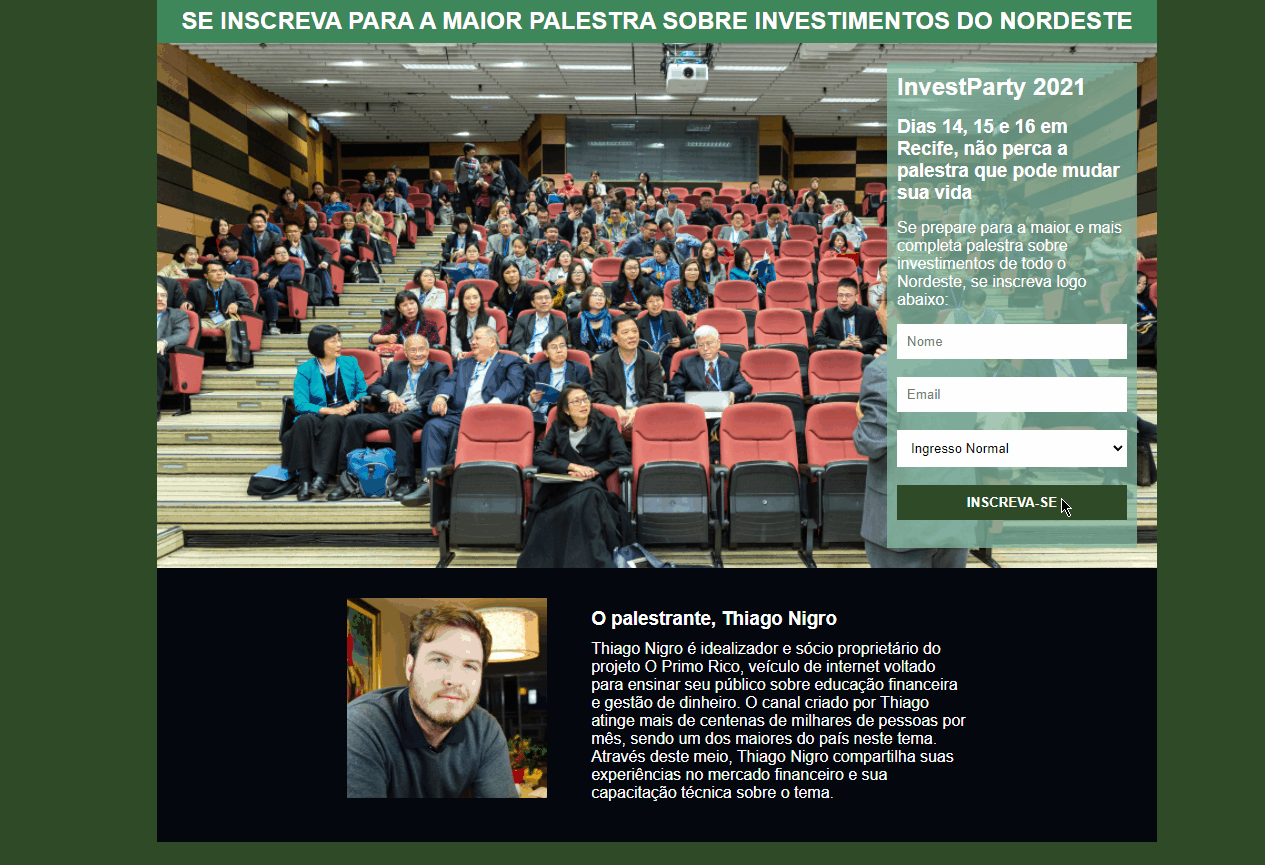 SE INSCREVA PARA A MAIOR PALESTRA SOBRE INVESTIMENTOS DO NORDESTE
InvestParty 2021
Dias 14, 15 e 16 em
Recife, não perca a
palestra que pode mudar
sua vida
Se prepare para a maior e mais
completa palestra sobre
investimentos de todo o
Nordeste, se inscreva logo
abaixo:
Nome
Email
Ingresso Normal
INSCREVA-SE
O palestrante, Thiago Nigro
Thiago Nigro é idealizador e sócio proprietário do
projeto O Primo Rico, veículo de internet voltado
para ensinar seu público sobre educação financeira
e gestão de dinheiro. O canal criado por Thiago
atinge mais de centenas de milhares de pessoas por
mês, sendo um dos maiores do país neste tema.
Através deste meio, Thiago Nigro compartilha suas
experiências no mercado financeiro e sua
capacitação técnica sobre o tema.